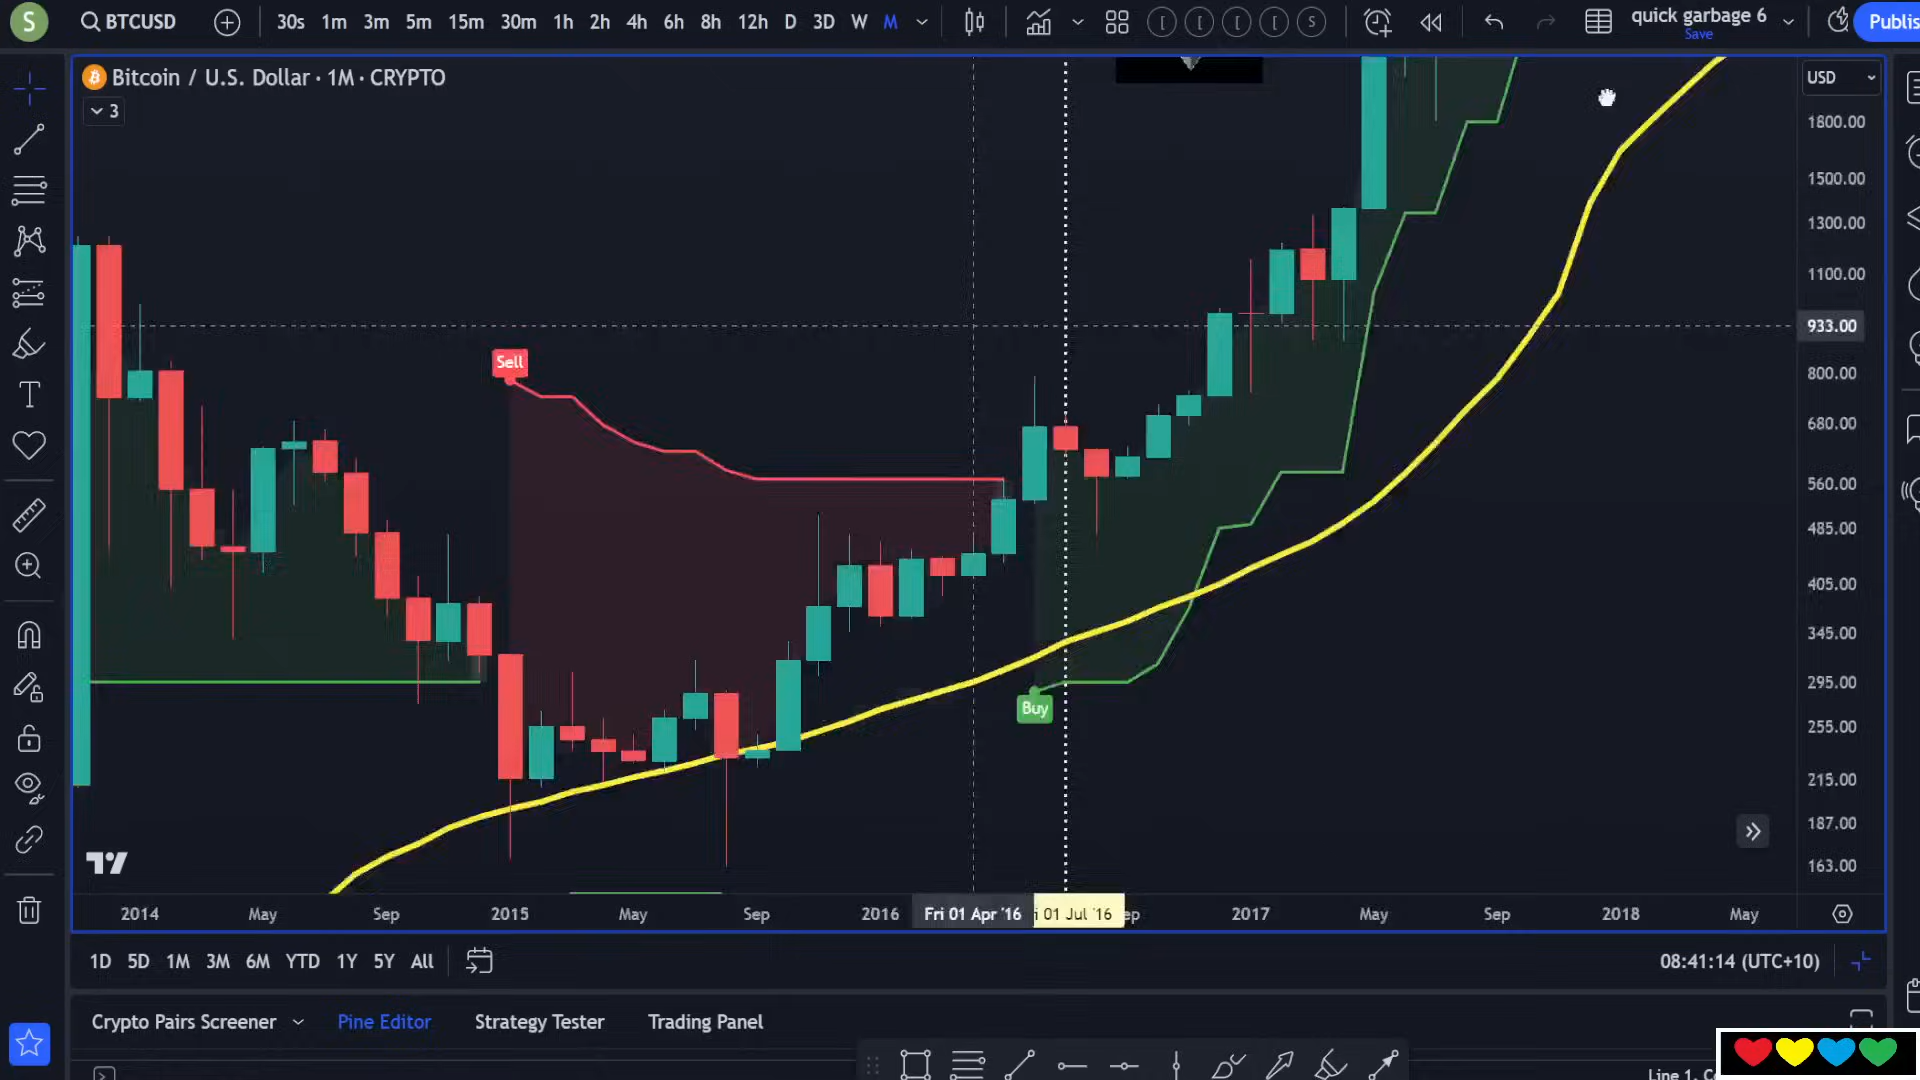 S BTCUSD 30s 1m 3m 5m 15m 30m 1h 2h 4h 6h 8h 12h D 3D W M [ [ [ [ S quick garbage 6 Publis
Save
Bitcoin / U.S. Dollar · 1M · CRYPTO
USD
3
1800.00
1500.00
1300.00
1100.00
933.00
Sell
800.00
680.00
560.00
485.00
405.00
345.00
295.00
Buy
255.00
215.00
187.00
163.00
2014 May Sep 2015 May Sep 2016 Fri 01 Apr '16 i 01 Jul '16 ep 2017 May Sep 2018 May
1D 5D 1M 3M 6M YTD 1Y 5Y All 08:41:14 (UTC+10)
Crypto Pairs Screener Pine Editor Strategy Tester Trading Panel
Line 1, Co